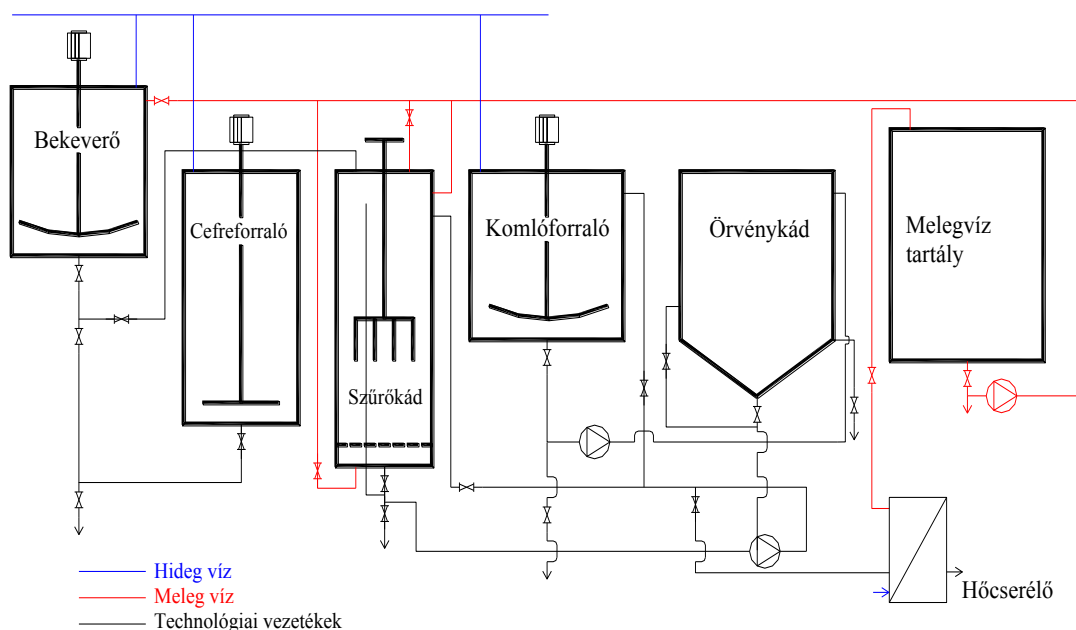 Bekeverő
Cefreforraló
Szűrőkád
Komlóforraló
Örvénykád
Melegvíz
tartály
Hőcserélő
Hideg víz
Meleg víz
Technológiai vezetékek